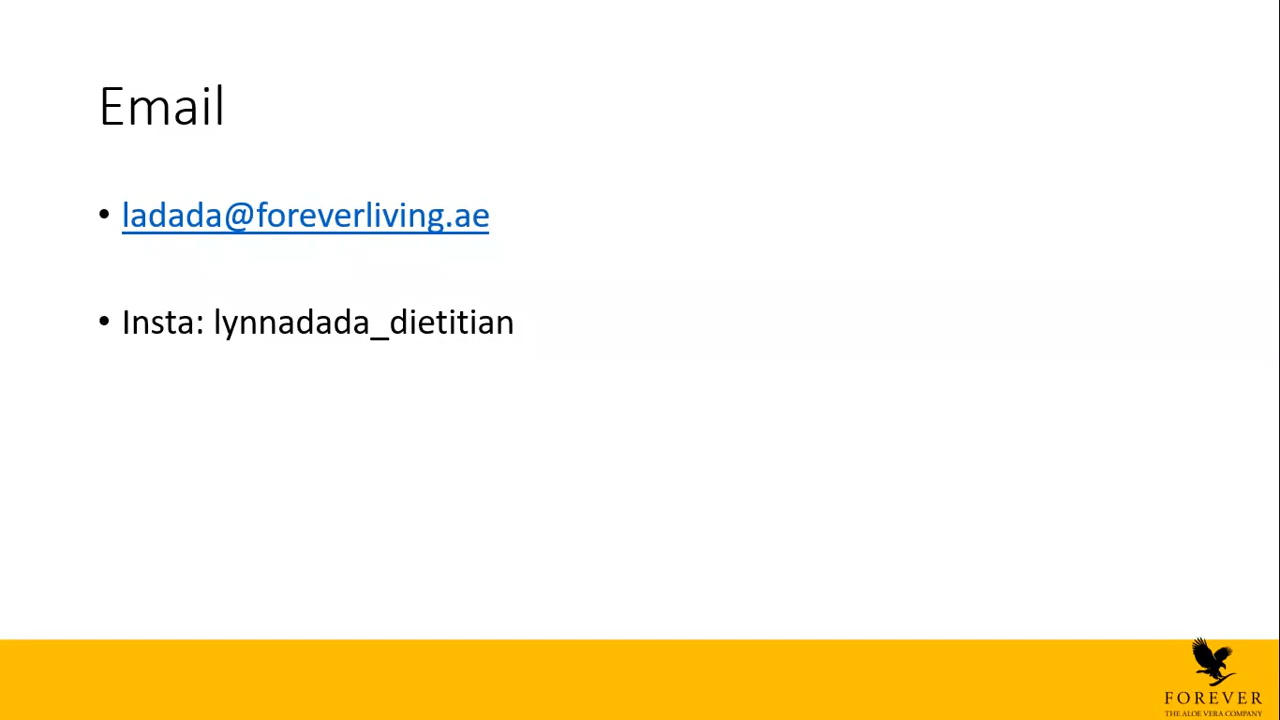 Email
• ladada@foreverliving.ae
• Insta: lynnadada_dietitian
FOREVER
THE ALOE VERA COMPANY